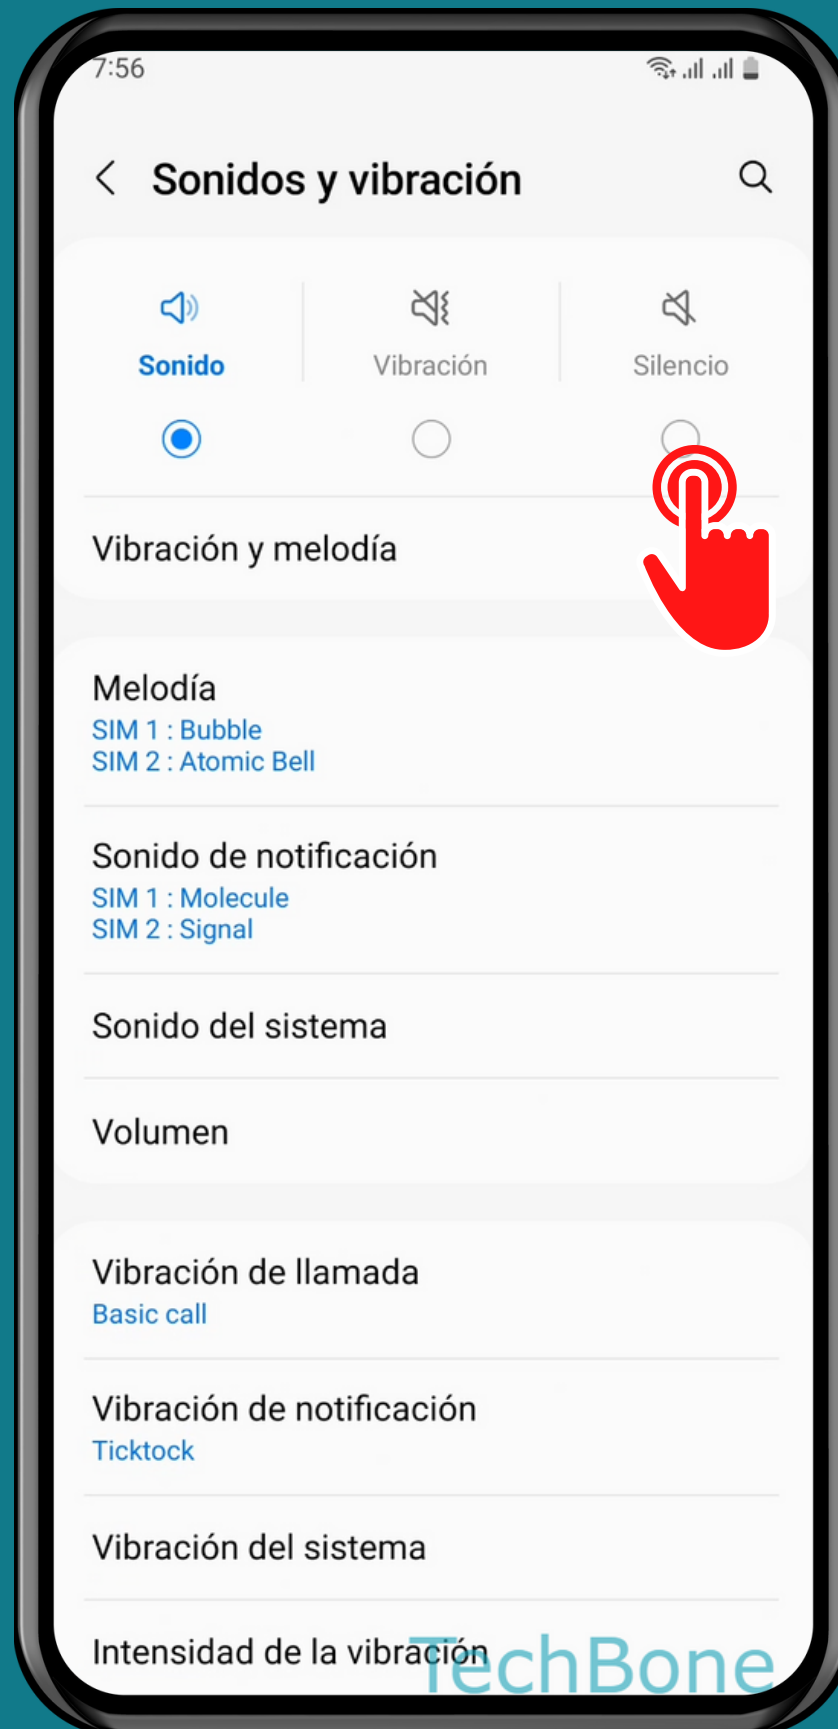 7:56
Sonidos y vibración
Sonido
Vibración
Silencio
Vibración y melodía
Melodía
SIM 1 : Bubble
SIM 2 : Atomic Bell
Sonido de notificación
SIM 1 : Molecule
SIM 2 : Signal
Sonido del sistema
Volumen
Vibración de llamada
Basic call
Vibración de notificación
Ticktock
Vibración del sistema
Intensidad de la vibración
TechBone